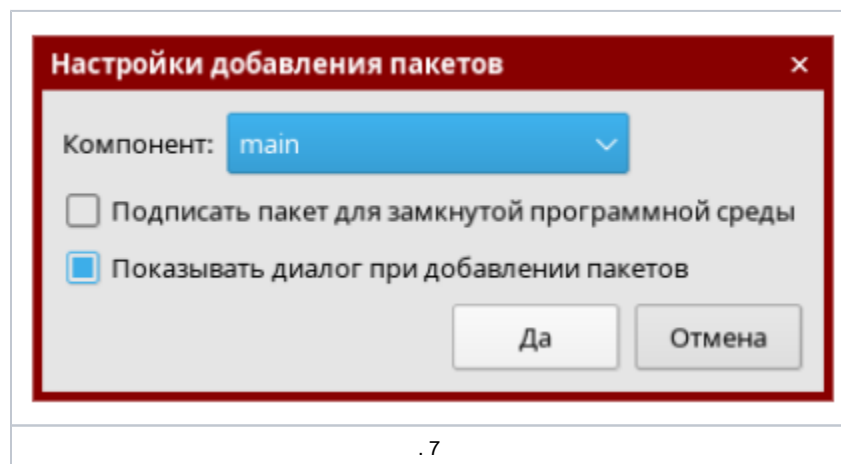 Настройки добавления пакетов ×
Компонент: main
Подписать пакет для замкнутой программной среды
Показывать диалог при добавлении пакетов
Да Отмена
. 7